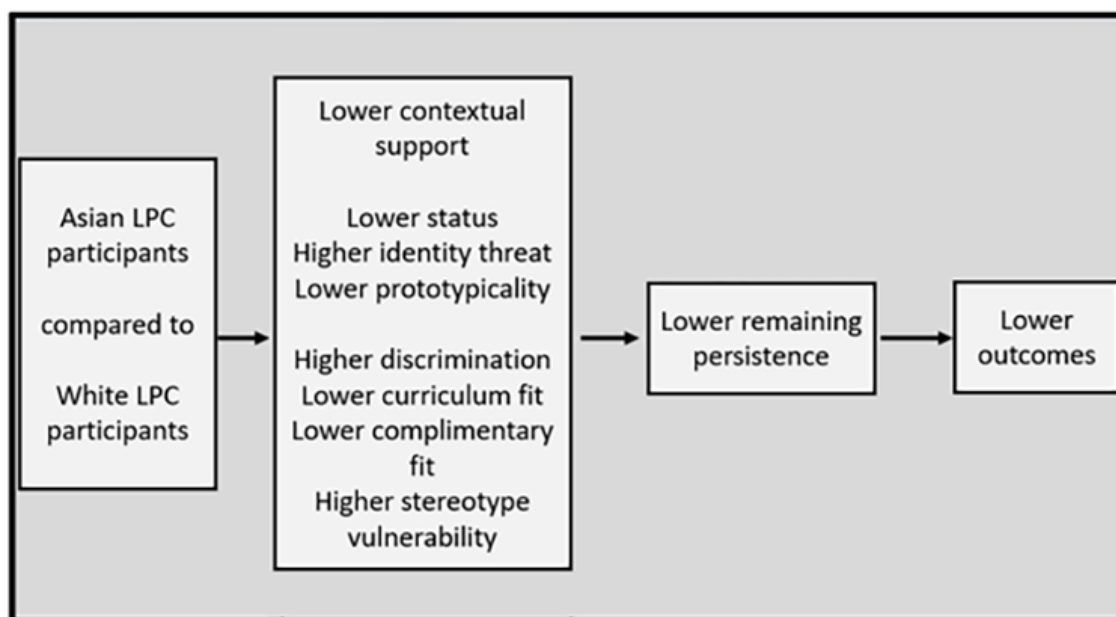 Asian LPC
participants
compared to
White LPC
participants
Lower contextual
support
Lower status
Higher identity threat
Lower prototypicality
Higher discrimination
Lower curriculum fit
Lower complimentary
fit
Higher stereotype
vulnerability
Lower remaining
persistence
Lower
outcomes